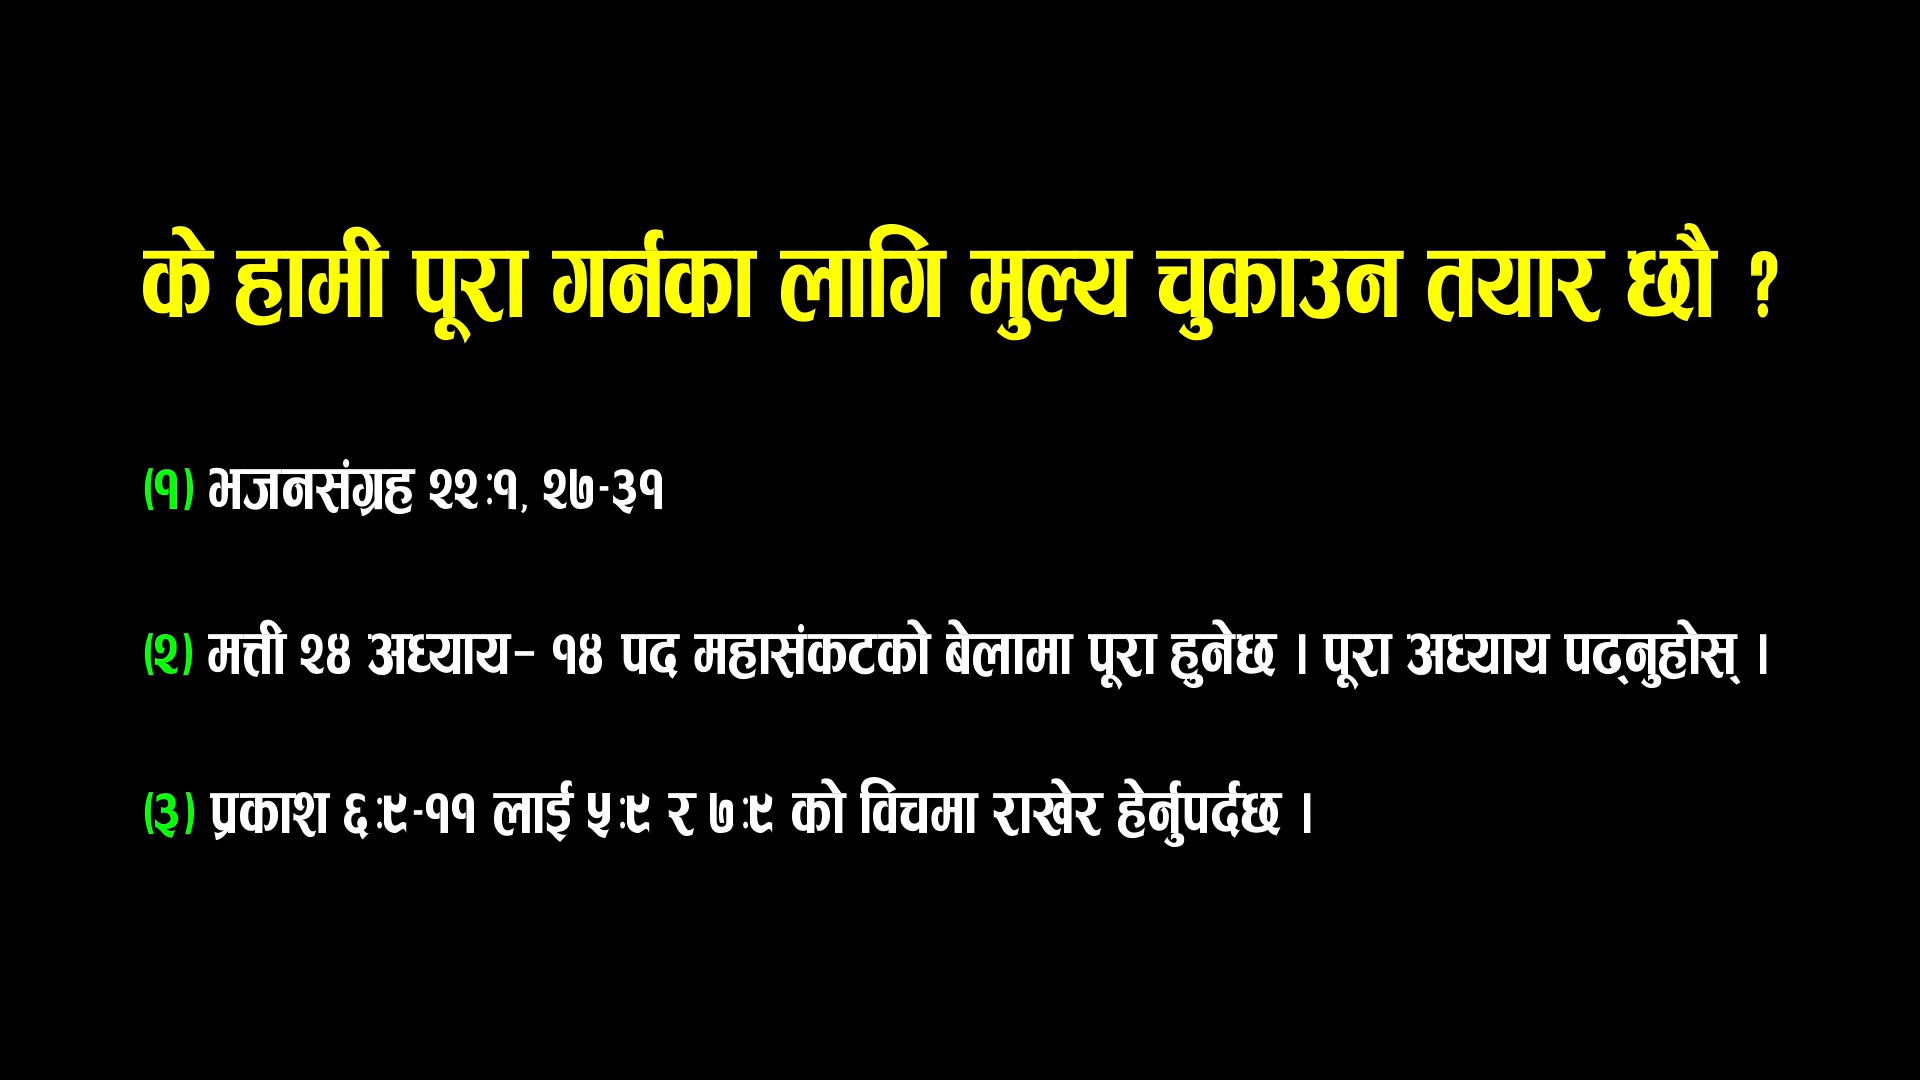 के हामी पूरा गर्नका लागि मुल्य चुकाउन तयार छौ ?
(१) भजनसंग्रह २२:१, २७-३१
(२) मत्ती २४ अध्याय- १४ पद महासंकटको बेलामा पूरा हुनेछ । पूरा अध्याय पढ्नुहोस् ।
(३) प्रकाश ६:९-११ लाई ५:९ र ७:९ को विचमा राखेर हेर्नुपर्दछ ।